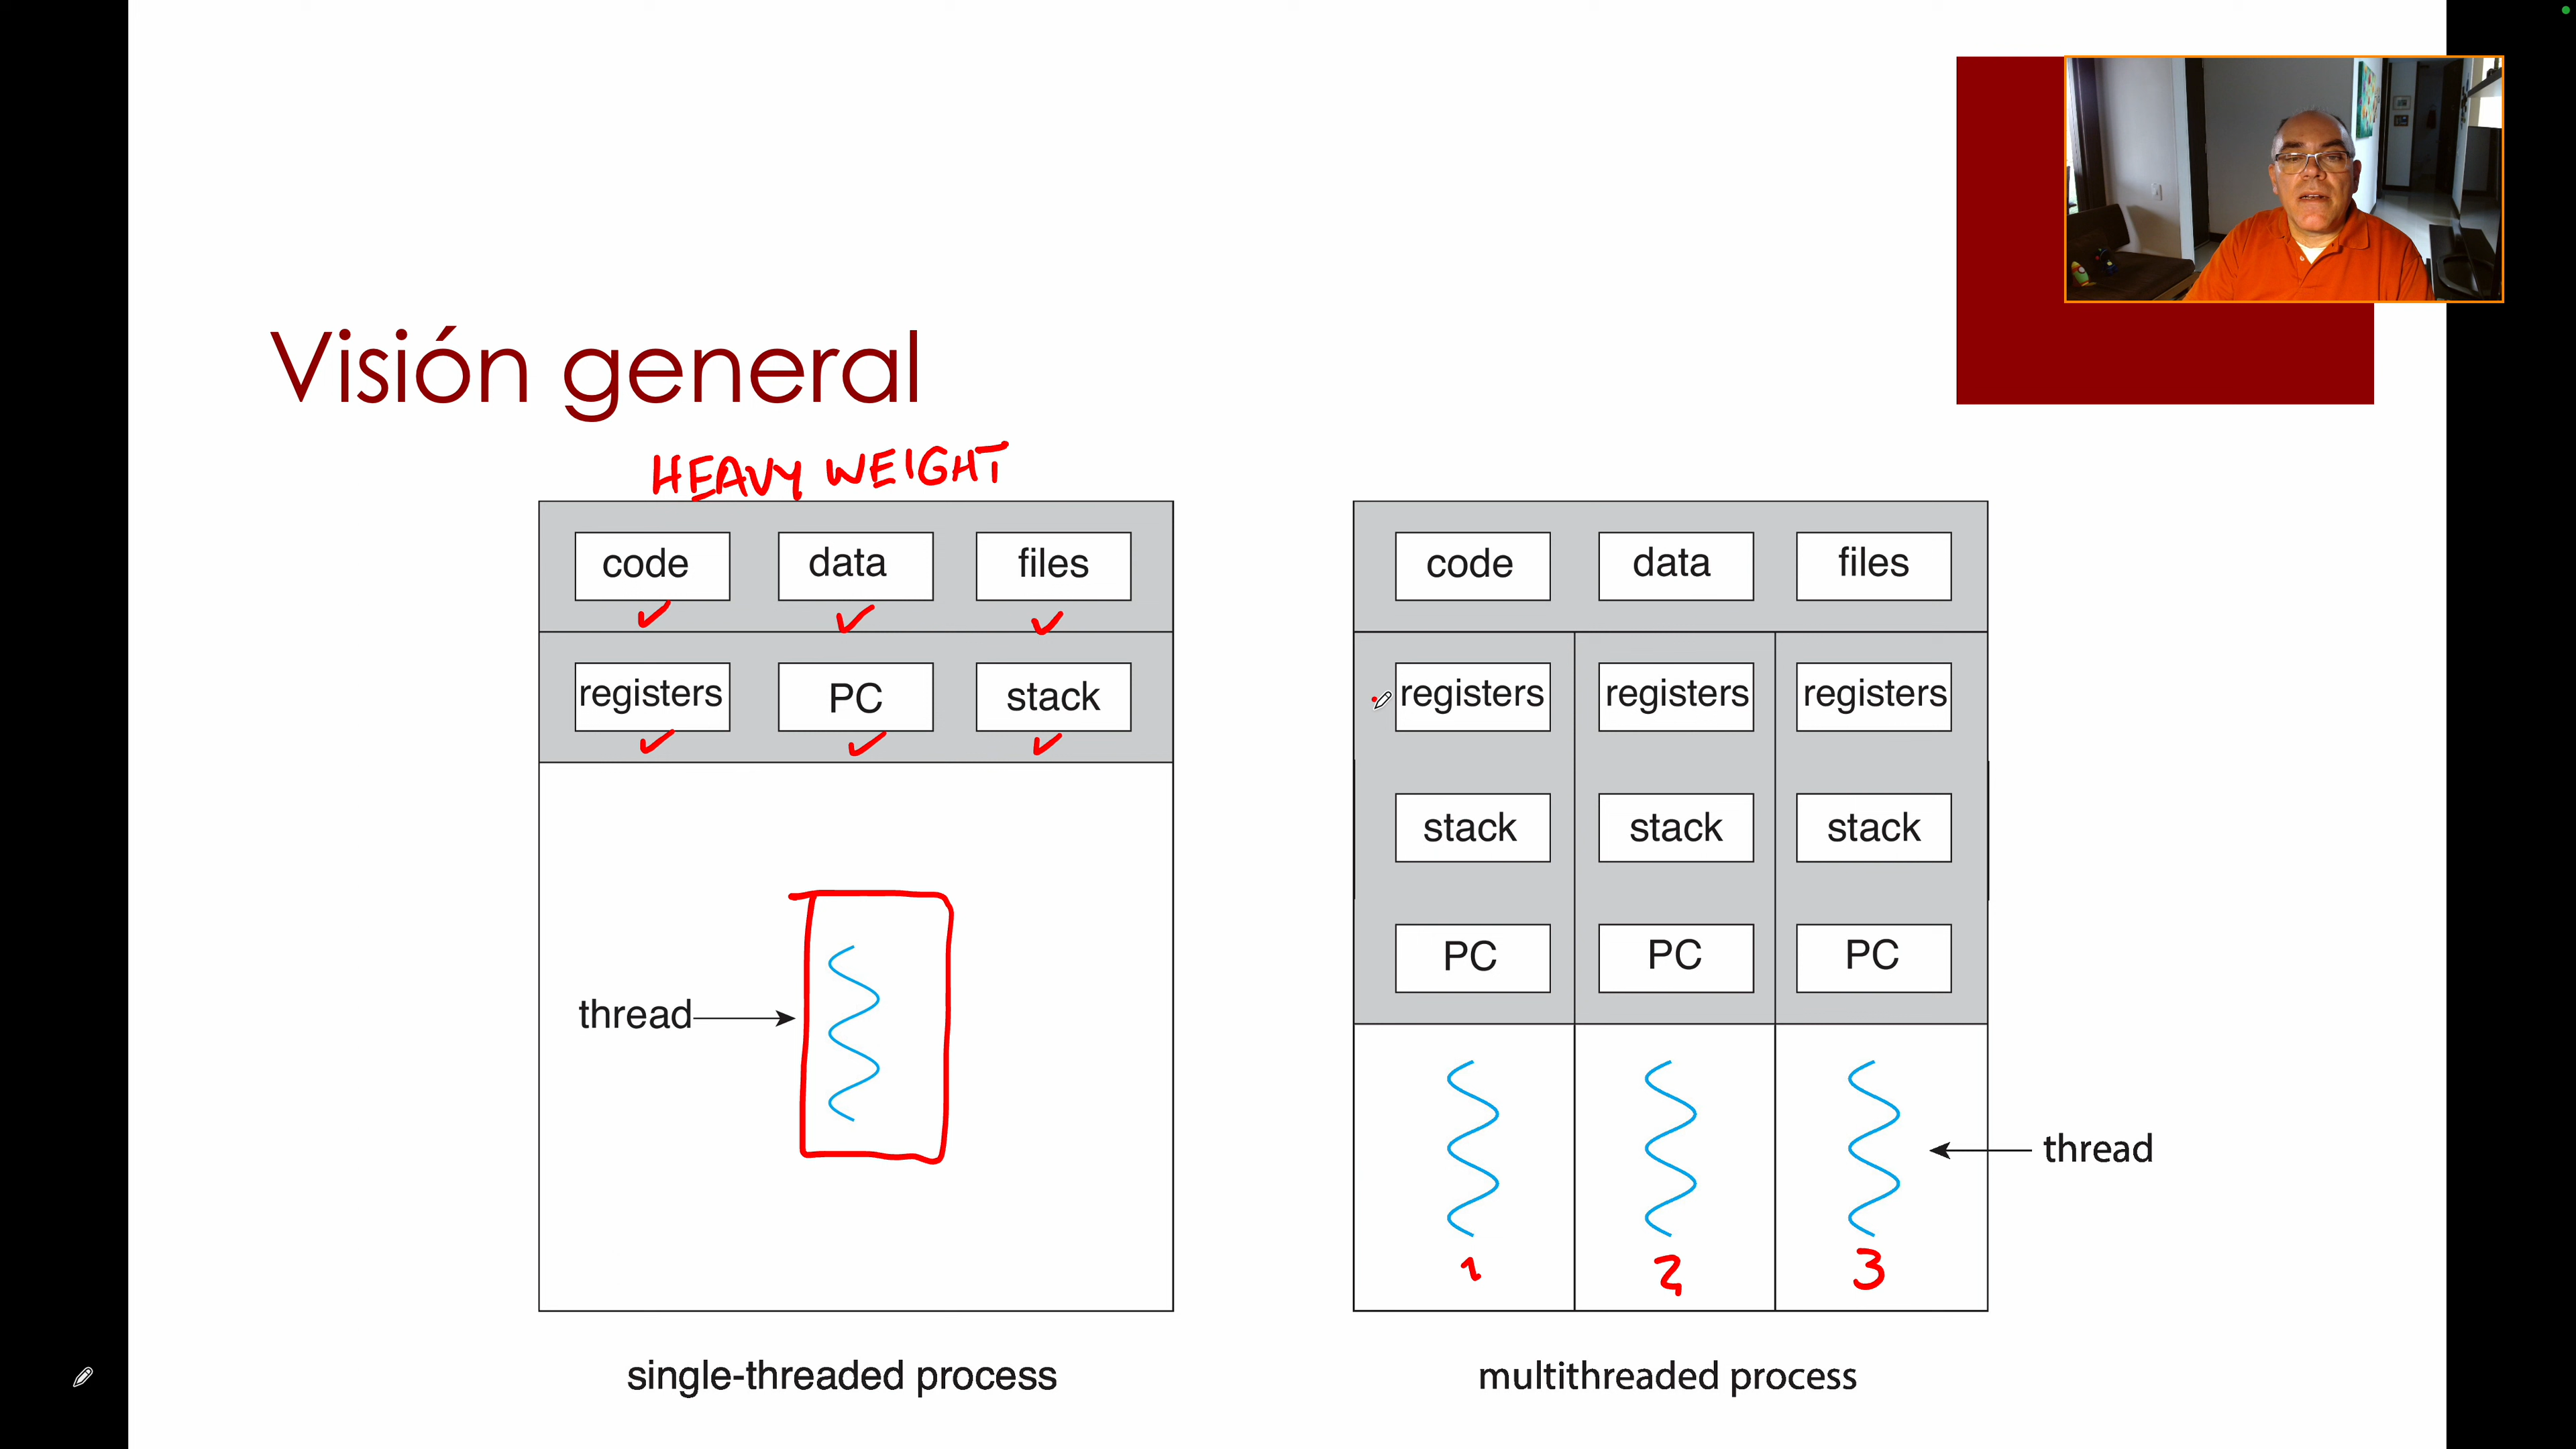 Visión general
HEAVY WEIGHT
code data files
registers PC stack
thread
single-threaded process
code data files
registers registers registers
stack stack stack
PC PC PC
thread
1 2 3
multithreaded process